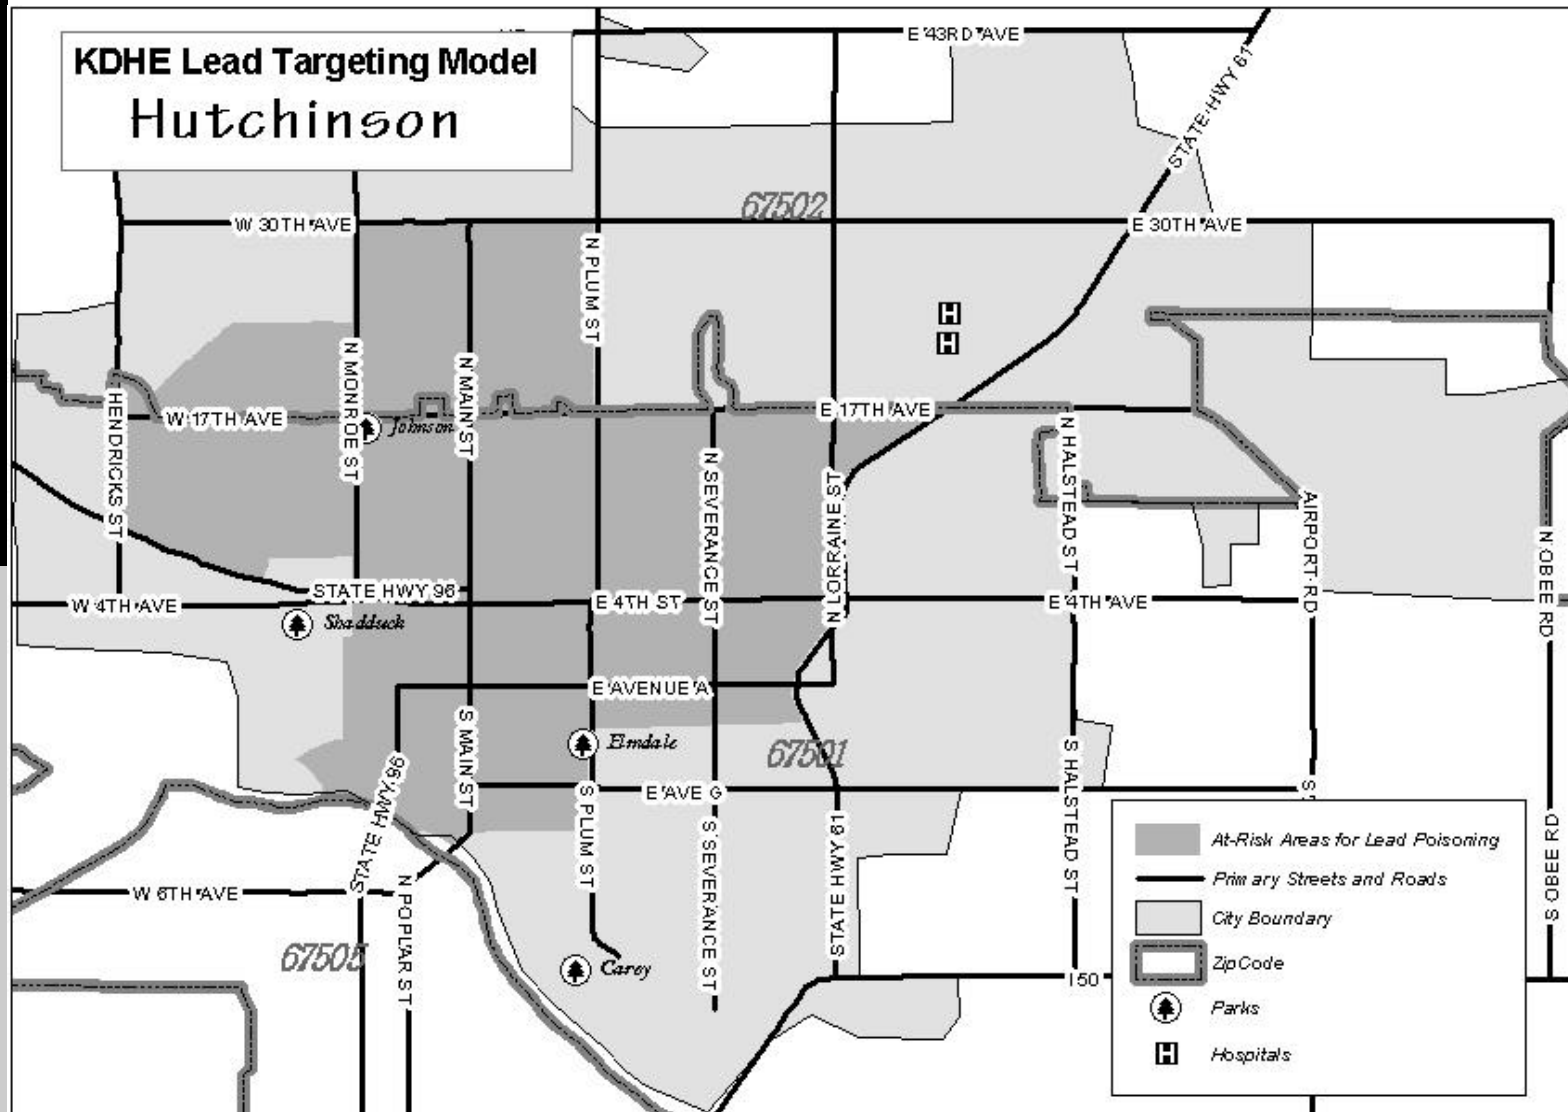 KDHE Lead Targeting Model
Hutchinson
E 43RD AVE
STATE HWY 61
67502
W 30TH AVE
E 30TH AVE
N PLUM ST
N MONROE ST
N MAIN ST
HENDRICKS ST
W 17TH AVE
Johnson
E 17TH AVE
H
H
N SEVERANCE ST
N LORRAINE ST
N HALSTEAD ST
AIRPORT RD
N OBEE RD
STATE HWY 96
W 4TH AVE
E 4TH ST
E 4TH AVE
Shadduck
E AVENUE A
S MAIN ST
Elmdale
67501
STATE HWY 96
S PLUM ST
E AVE G
S HALSTEAD ST
S
S SEVERANCE ST
STATE HWY 61
S OBEE RD
W 6TH AVE
N POPLAR ST
67505
Carey
I 50
At-Risk Areas for Lead Poisoning
Primary Streets and Roads
City Boundary
ZipCode
Parks
H Hospitals